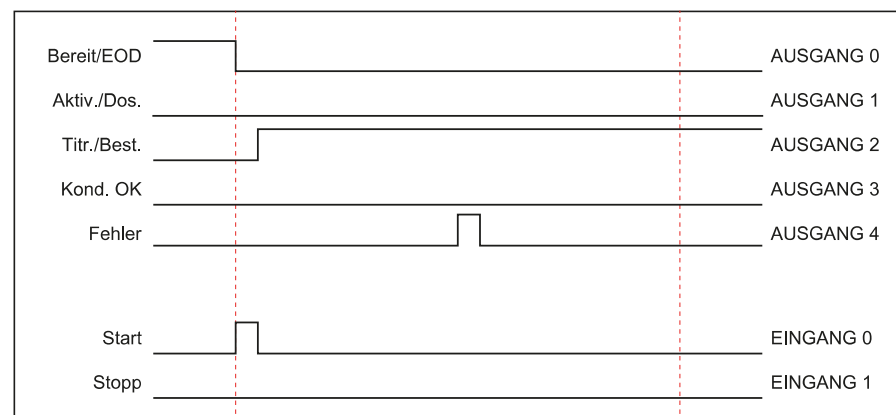 Bereit/EOD AUSGANG 0
Aktiv./Dos. AUSGANG 1
Titr./Best. AUSGANG 2
Kond. OK AUSGANG 3
Fehler AUSGANG 4
Start EINGANG 0
Stopp EINGANG 1